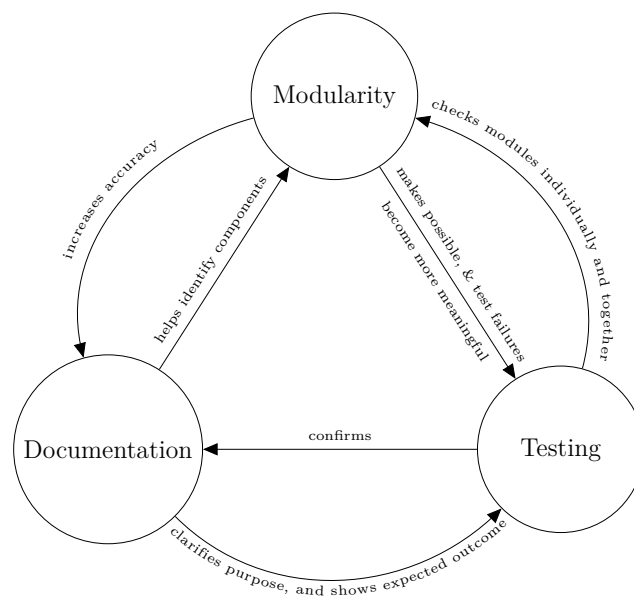 Modularity
checks modules individually and together
increases accuracy
helps identify components
makes possible, & test failures
become more meaningful
Documentation
confirms
Testing
clarifies purpose, and shows expected outcome